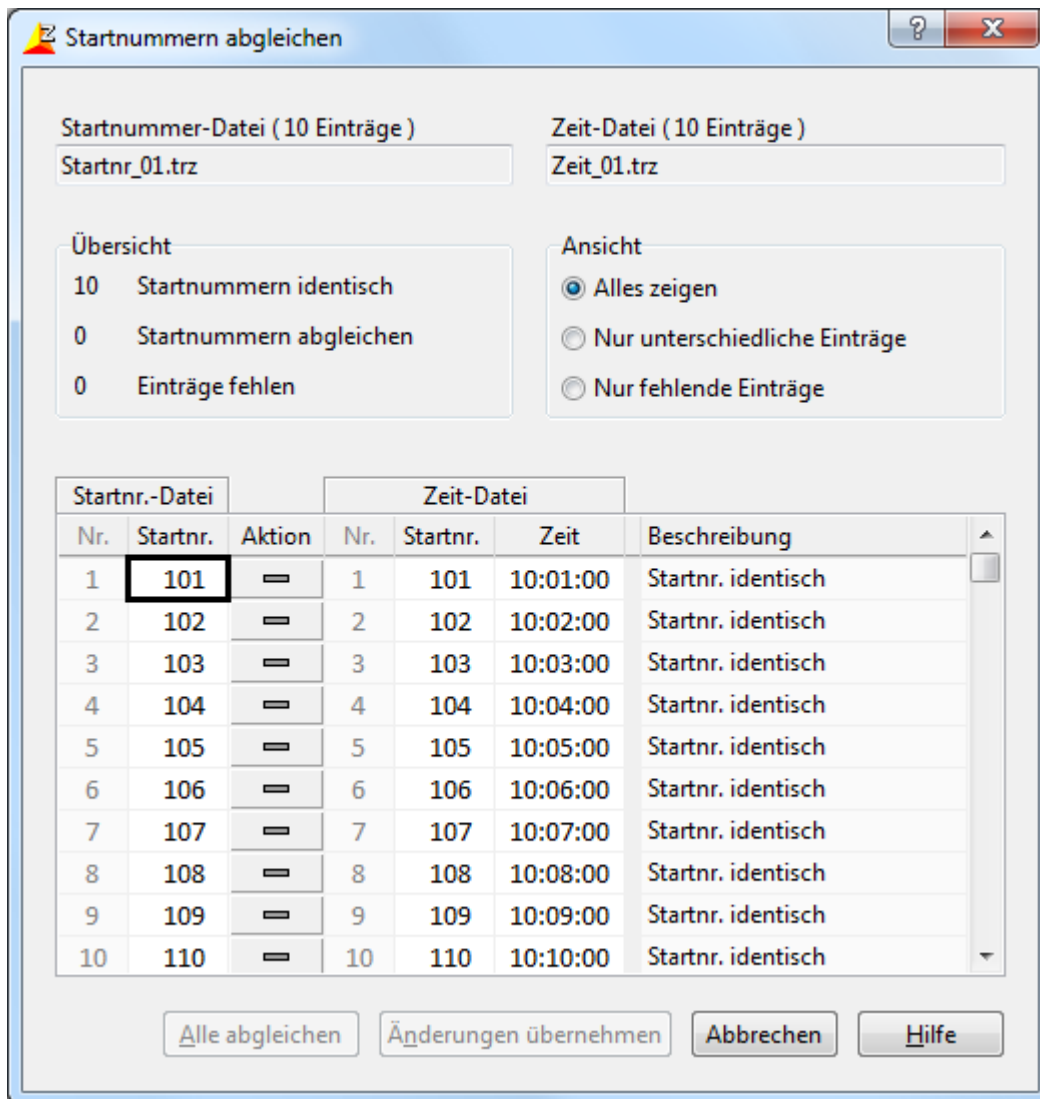 Startnummern abgleichen
Startnummer-Datei ( 10 Einträge )
Zeit-Datei ( 10 Einträge )
Startnr_01.trz
Zeit_01.trz
Übersicht
10 Startnummern identisch
0 Startnummern abgleichen
0 Einträge fehlen
Ansicht
Alles zeigen
Nur unterschiedliche Einträge
Nur fehlende Einträge
Startnr.-Datei Zeit-Datei
Nr. Startnr. Aktion Nr. Startnr. Zeit Beschreibung
1 101 1 101 10:01:00 Startnr. identisch
2 102 2 102 10:02:00 Startnr. identisch
3 103 3 103 10:03:00 Startnr. identisch
4 104 4 104 10:04:00 Startnr. identisch
5 105 5 105 10:05:00 Startnr. identisch
6 106 6 106 10:06:00 Startnr. identisch
7 107 7 107 10:07:00 Startnr. identisch
8 108 8 108 10:08:00 Startnr. identisch
9 109 9 109 10:09:00 Startnr. identisch
10 110 10 110 10:10:00 Startnr. identisch
Alle abgleichen Änderungen übernehmen Abbrechen Hilfe